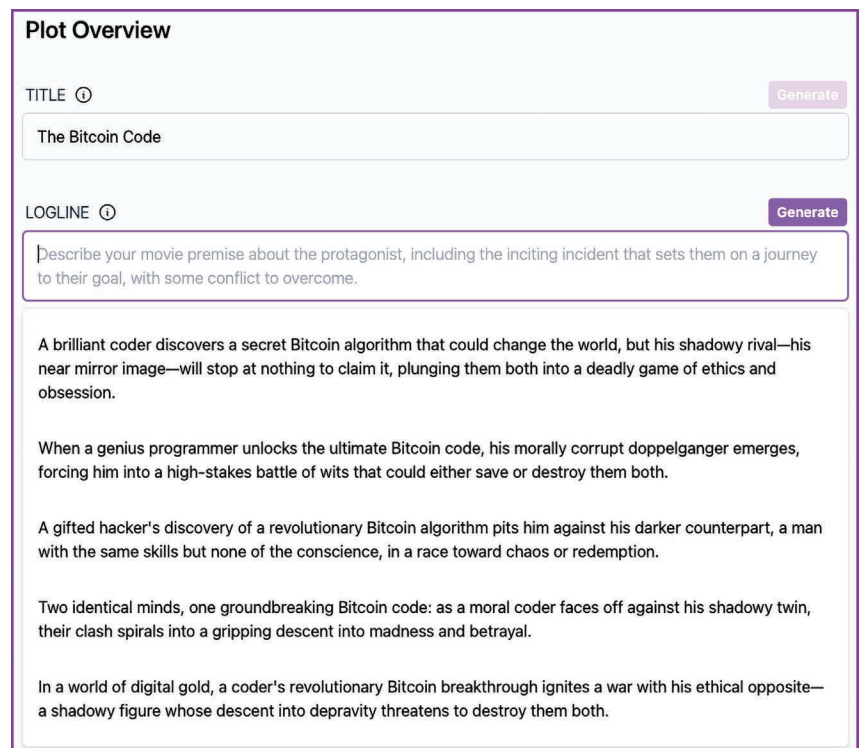 Plot Overview
TITLE ⓘ
Generate
The Bitcoin Code
LOGLINE ⓘ
Generate
Describe your movie premise about the protagonist, including the inciting incident that sets them on a journey
to their goal, with some conflict to overcome.
A brilliant coder discovers a secret Bitcoin algorithm that could change the world, but his shadowy rival—his
near mirror image—will stop at nothing to claim it, plunging them both into a deadly game of ethics and
obsession.
When a genius programmer unlocks the ultimate Bitcoin code, his morally corrupt doppelganger emerges,
forcing him into a high-stakes battle of wits that could either save or destroy them both.
A gifted hacker's discovery of a revolutionary Bitcoin algorithm pits him against his darker counterpart, a man
with the same skills but none of the conscience, in a race toward chaos or redemption.
Two identical minds, one groundbreaking Bitcoin code: as a moral coder faces off against his shadowy twin,
their clash spirals into a gripping descent into madness and betrayal.
In a world of digital gold, a coder's revolutionary Bitcoin breakthrough ignites a war with his ethical opposite—
a shadowy figure whose descent into depravity threatens to destroy them both.